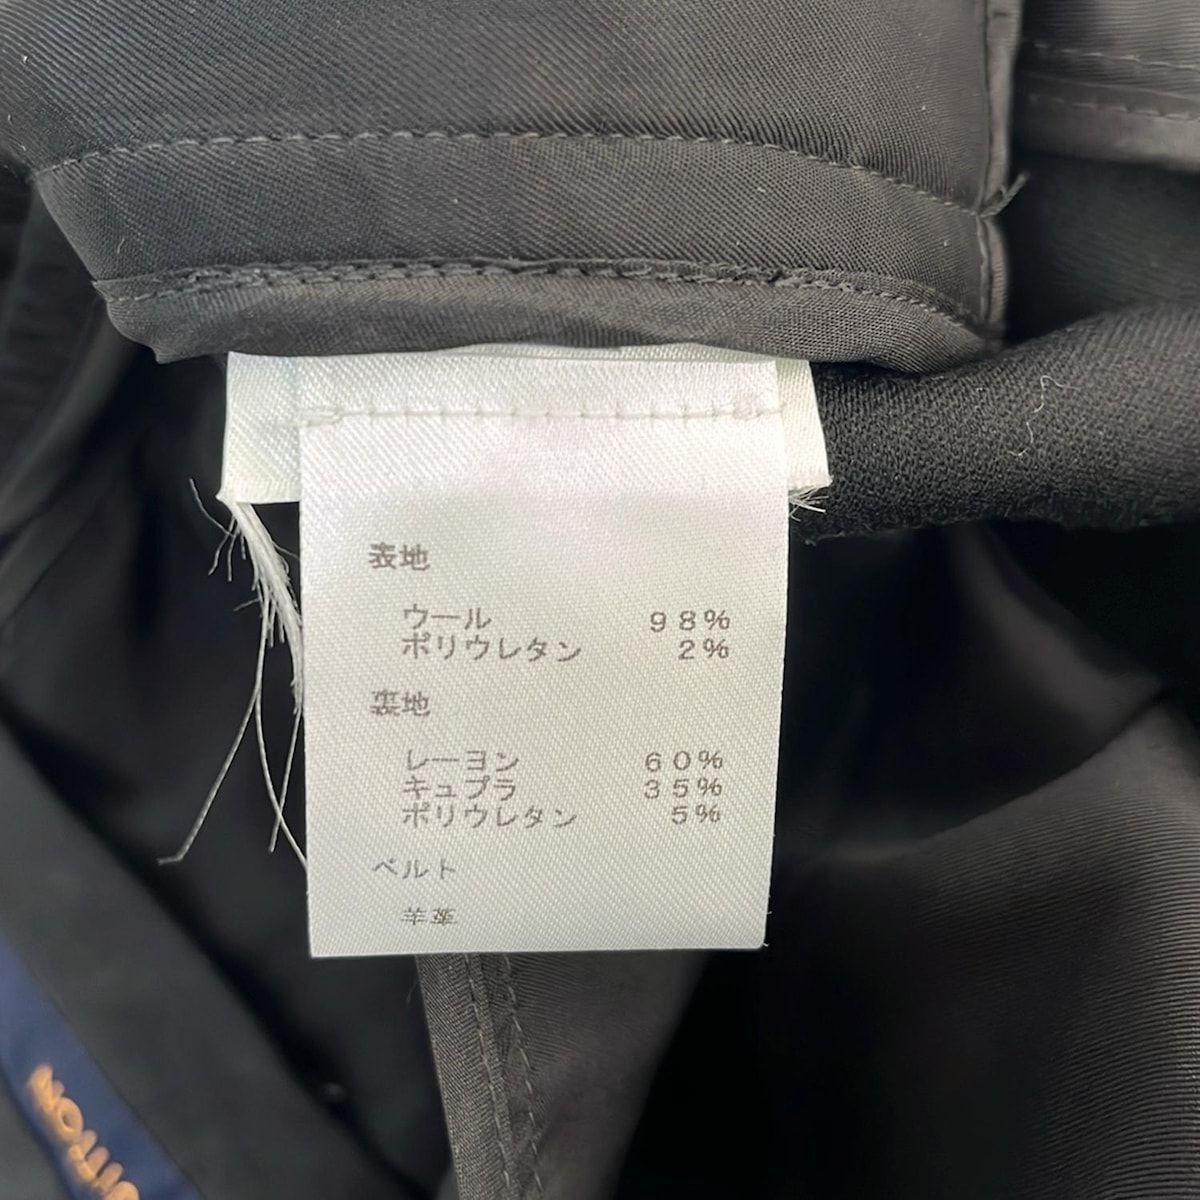 表地
ウール 98%
ポリウレタン 2%
裏地
レーヨン 60%
キュプラ 35%
ポリウレタン 5%
ベルト
羊革